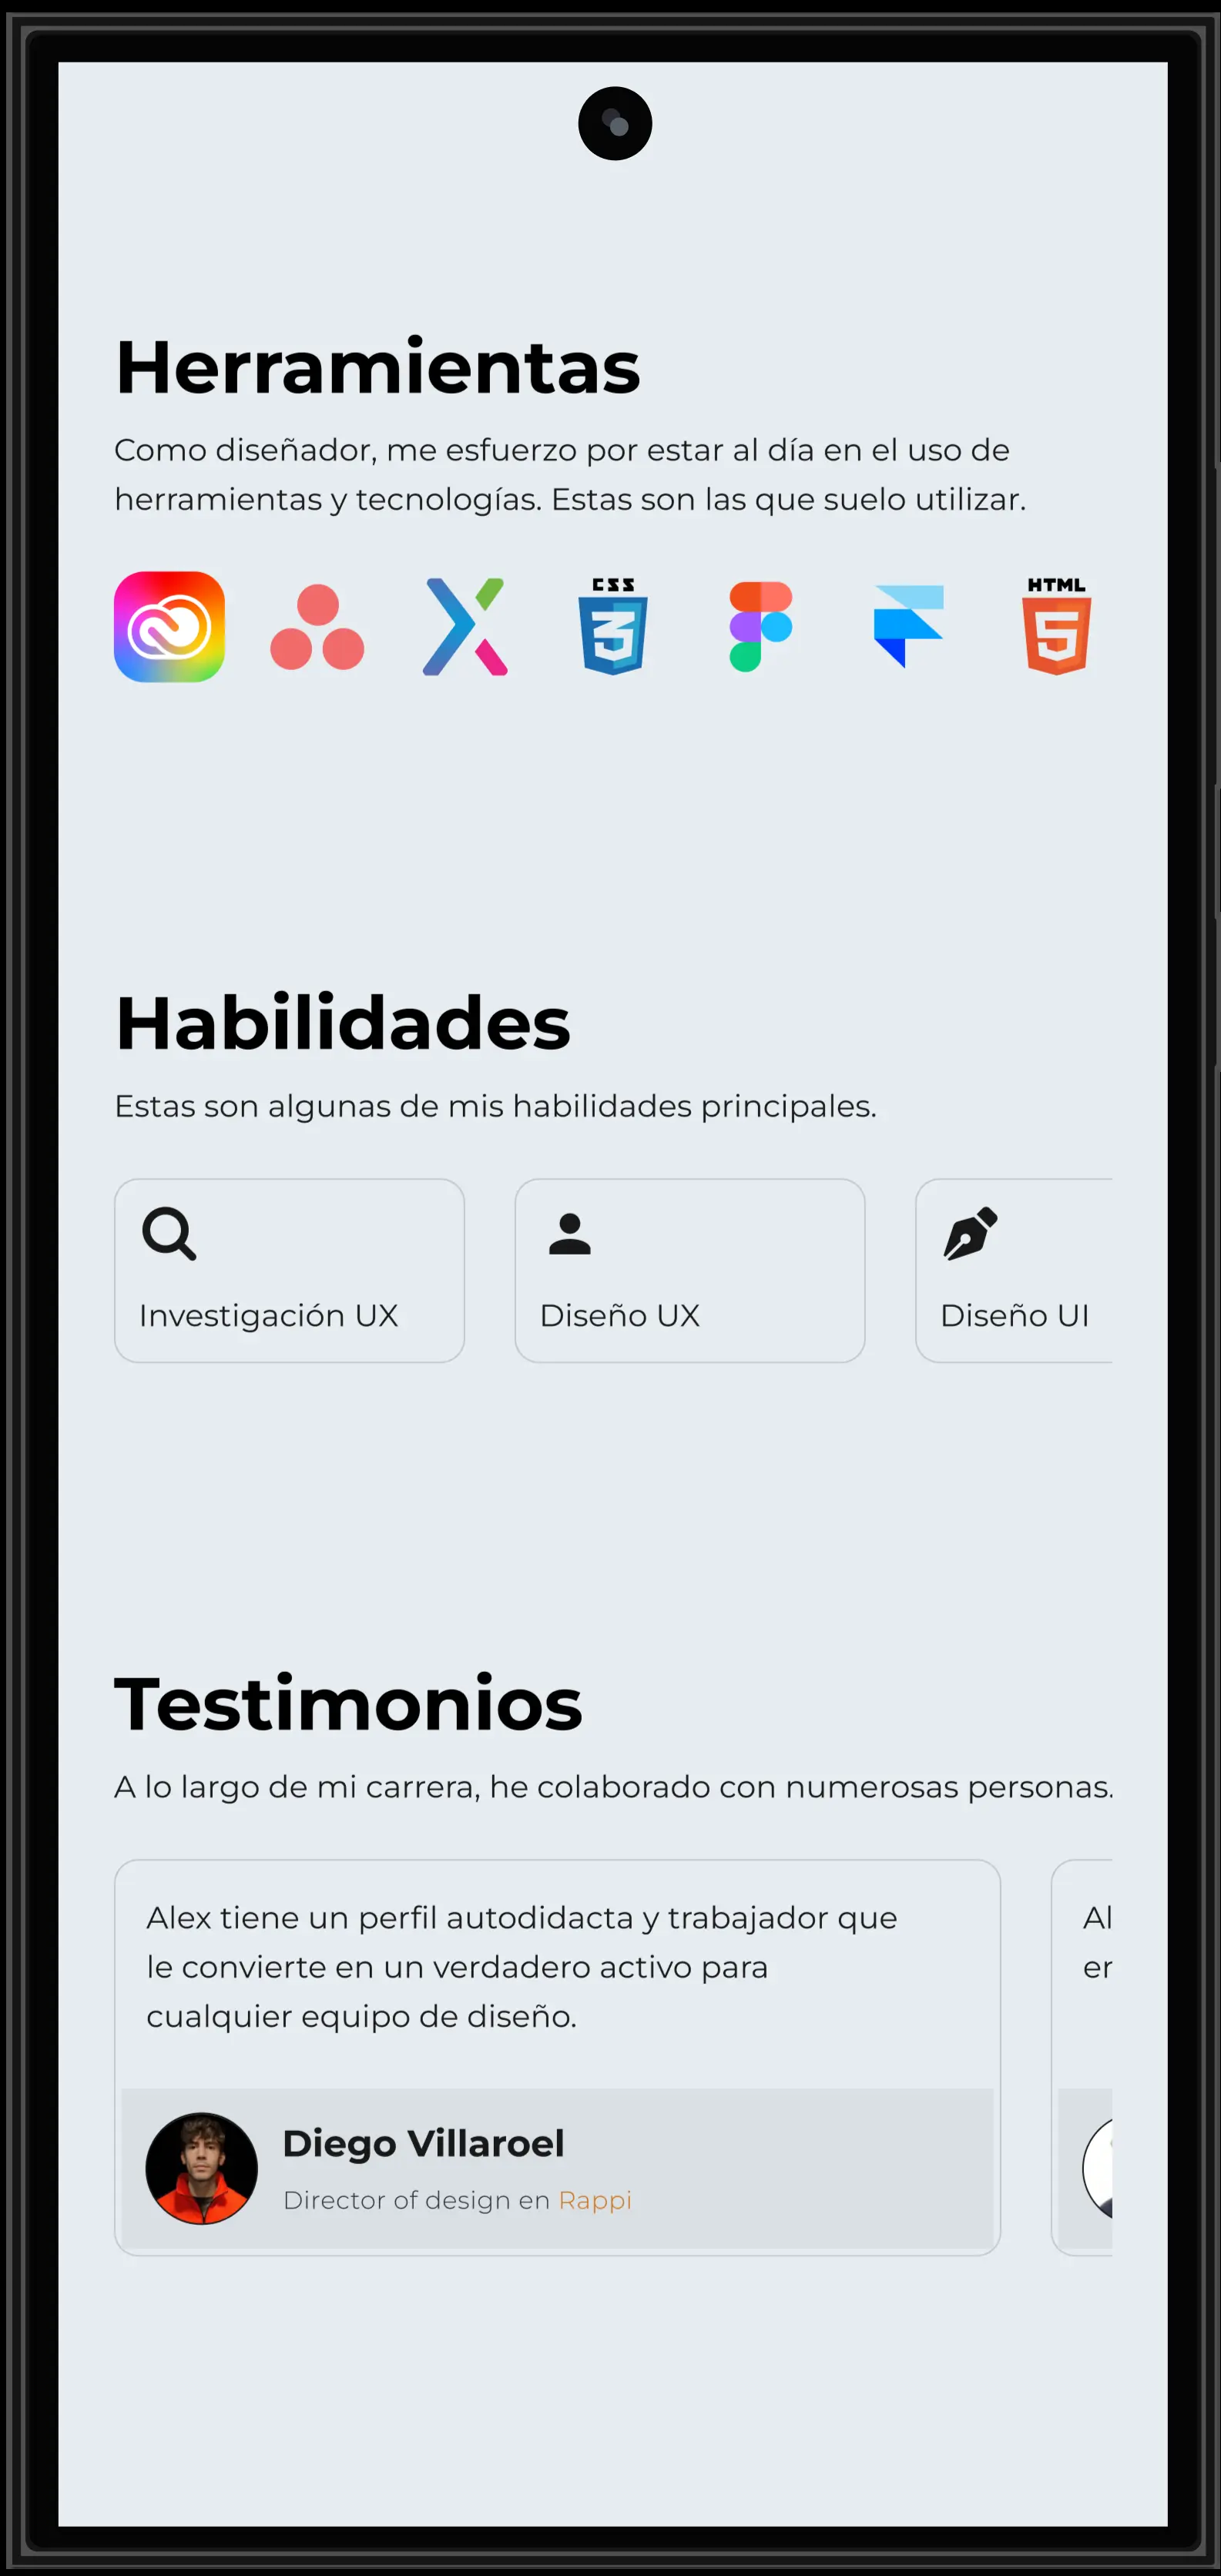 Herramientas
Como diseñador, me esfuerzo por estar al día en el uso de
herramientas y tecnologías. Estas son las que suelo utilizar.
CSS
3
HTML
5
Habilidades
Estas son algunas de mis habilidades principales.
Investigación UX
Diseño UX
Diseño UI
Testimonios
A lo largo de mi carrera, he colaborado con numerosas personas.
Alex tiene un perfil autodidacta y trabajador que
le convierte en un verdadero activo para
cualquier equipo de diseño.
Diego Villaroel
Director of design en Rappi
Al
er